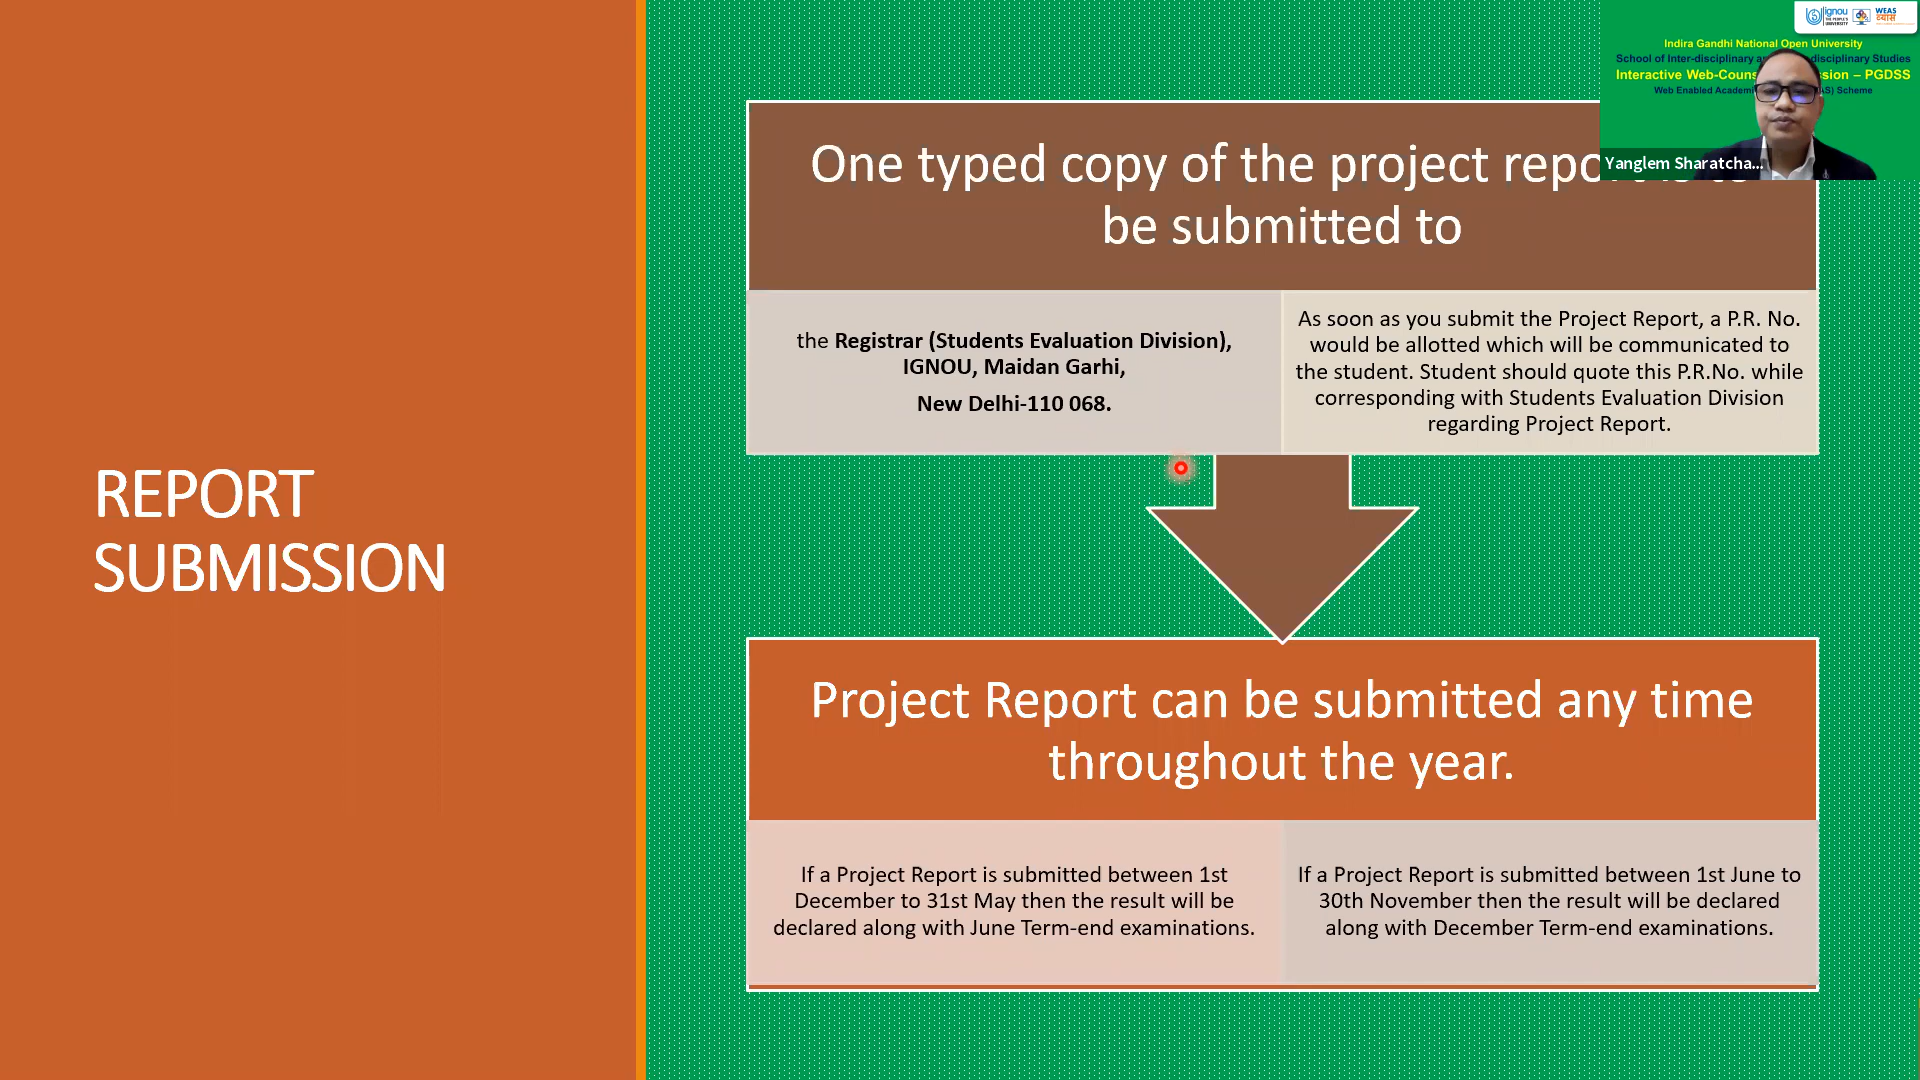 REPORT
SUBMISSION
One typed copy of the project
be submitted to
the Registrar (Students Evaluation Division),
IGNOU, Maidan Garhi,
New Delhi-110 068.
As soon as you submit the Project Report, a P.R. No.
would be allotted which will be communicated to
the student. Student should quote this P.R.No. while
corresponding with Students Evaluation Division
regarding Project Report.
Project Report can be submitted any time
throughout the year.
If a Project Report is submitted between 1st
December to 31st May then the result will be
declared along with June Term-end examinations.
If a Project Report is submitted between 1st June to
30th November then the result will be declared
along with December Term-end examinations.
ignou
THE PEOPLE'S
UNIVERSITY
WEAS
व्यास
Indira Gandhi National Open University
School of Inter-disciplinary disciplinary Studies
Interactive – PGDSS
Web Enabled Scheme
Yanglem Sharatcha...